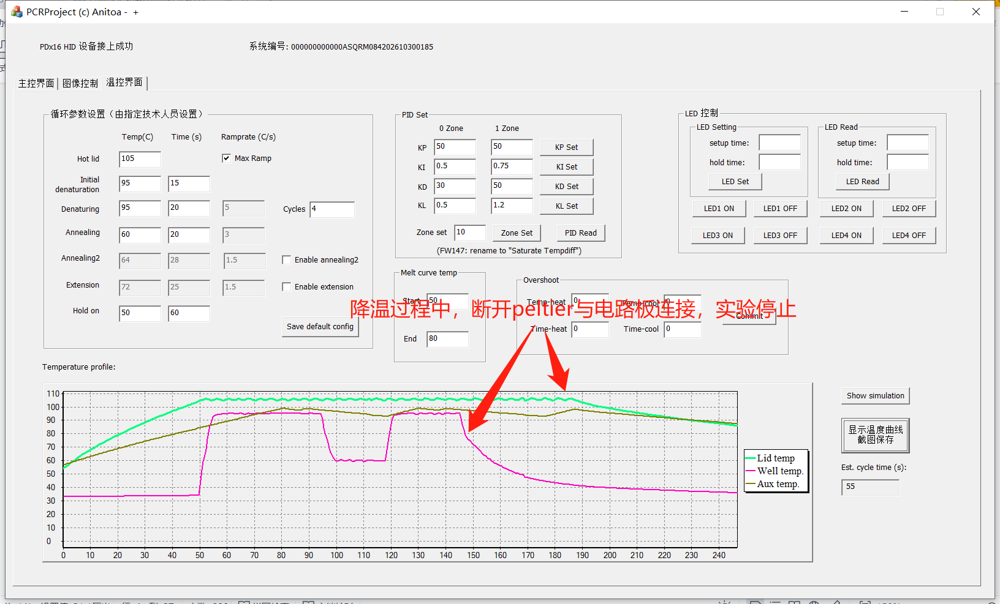 PCRProject (c) Anitoa - +
PDx16 HID 设备接上成功
系统编号: 000000000000ASQRM084202610300185
主控界面
图像控制
温控界面
循环参数设置（由指定技术人员设置）
Temp(C) Time (s) Ramprate (C/s)
Hot lid 105 Max Ramp
Initial
denaturation 95 15
Denaturing 95 20 5 Cycles 4
Annealing 60 20 3
Annealing2 64 28 1.5 Enable annealing2
Extension 72 25 1.5 Enable extension
Hold on 50 60
Save default config
PID Set
0 Zone 1 Zone
KP 50 50 KP Set
KI 0.5 0.75 KI Set
KD 30 50 KD Set
KL 0.5 1.2 KL Set
Zone set 10 Zone Set PID Read
(FW147: rename to "Saturate Tempdiff")
LED 控制
LED Setting
setup time:
hold time:
LED Set
LED Read
setup time:
hold time:
LED Read
LED1 ON LED1 OFF LED2 ON LED2 OFF
LED3 ON LED3 OFF LED4 ON LED4 OFF
Melt curve temp
Start 50
End 80
Overshoot
Temp-heat 0 Temp-cool 0
Commit
Time-heat 0 Time-cool 0
降温过程中，断开peltier与电路板连接，实验停止
Temperature profile:
110
100
90
80
70
60
50
40
30
20
10
0
0 10 20 30 40 50 60 70 80 90 100 110 120 130 140 150 160 170 180 190 200 210 220 230 240
Lid temp
Well temp.
Aux temp.
Show simulation
显示温度曲线
截图保存
Est. cycle time (s):
55